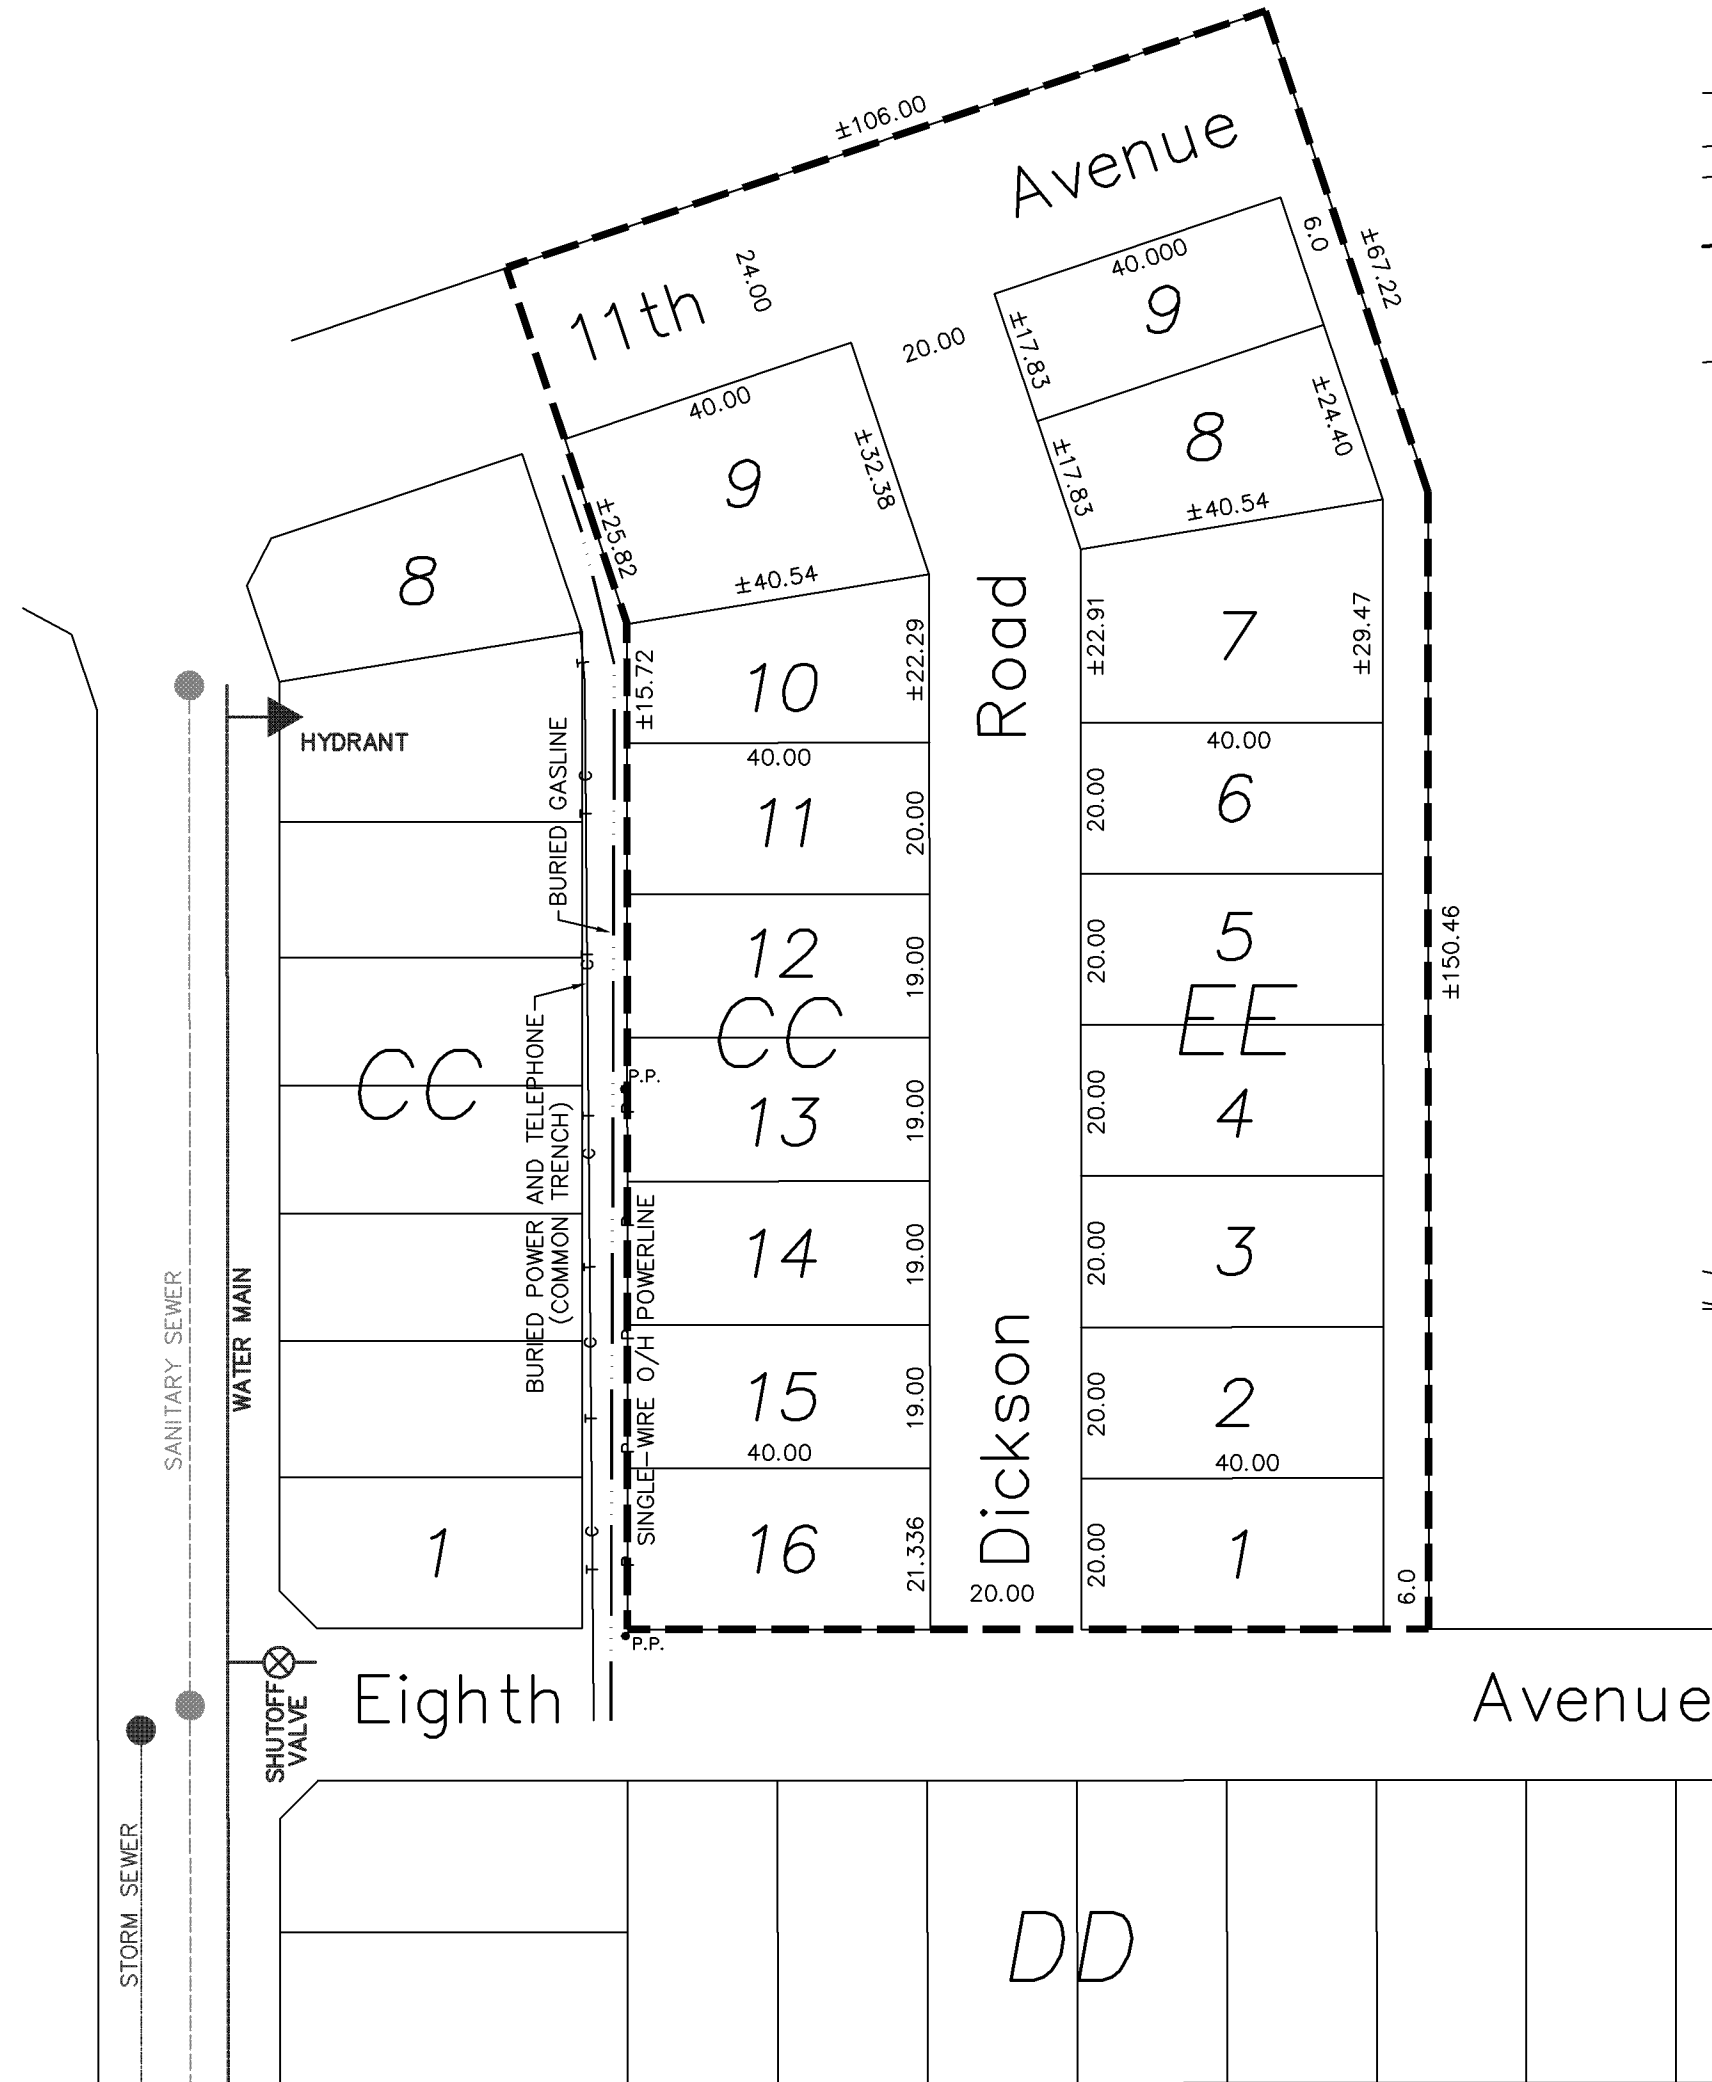 ±106.00
Avenue
11th
24.00
20.00
40.000
6.0
±67.22
9
±17.83
8
±24.40
±17.83
±40.54
40.00
9
±32.38
±25.82
±40.54
8
HYDRANT
CC
1
BURIED GASLINE
BURIED POWER AND TELEPHONE
(COMMON TRENCH)
T
C
T
CT
T
C
T
C
T
C
T
±15.72
10
±22.29
40.00
11
20.00
12
19.00
CC
P.P.
P
13
19.00
P
14
19.00
SINGLE-WIRE O/H POWERLINE
P
15
19.00
P
40.00
16
21.336
P
P.P.
Road
Dickson
20.00
±22.91
7
±29.47
40.00
20.00
6
20.00
5
EE
20.00
4
20.00
3
20.00
2
40.00
20.00
1
6.0
±150.46
SANITARY SEWER
WATER MAIN
SHUTOFF
VALVE
STORM SEWER
Eighth
Avenue
DD